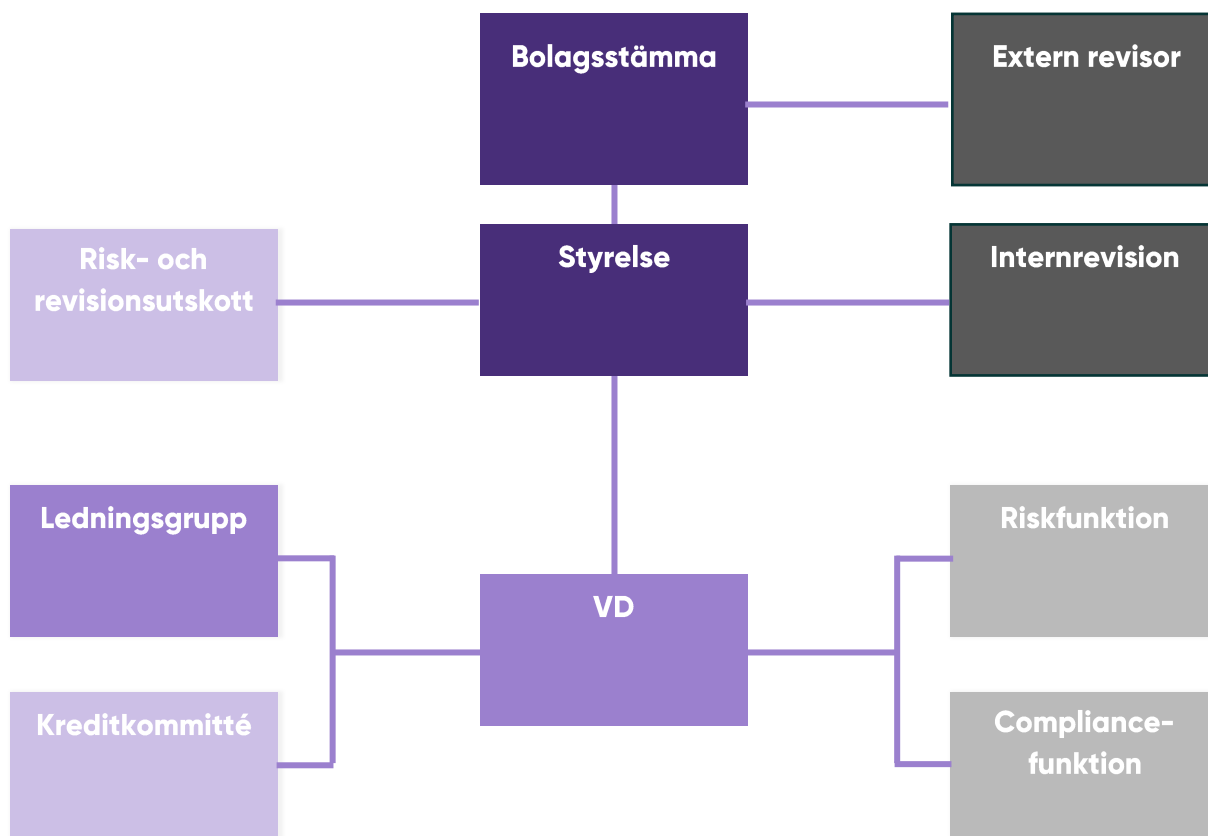 Bolagsstämma
Extern revisor
Risk- och
revisionsutskott
Styrelse
Internrevision
Ledningsgrupp
Riskfunktion
VD
Kreditkommitté
Compliance-
funktion